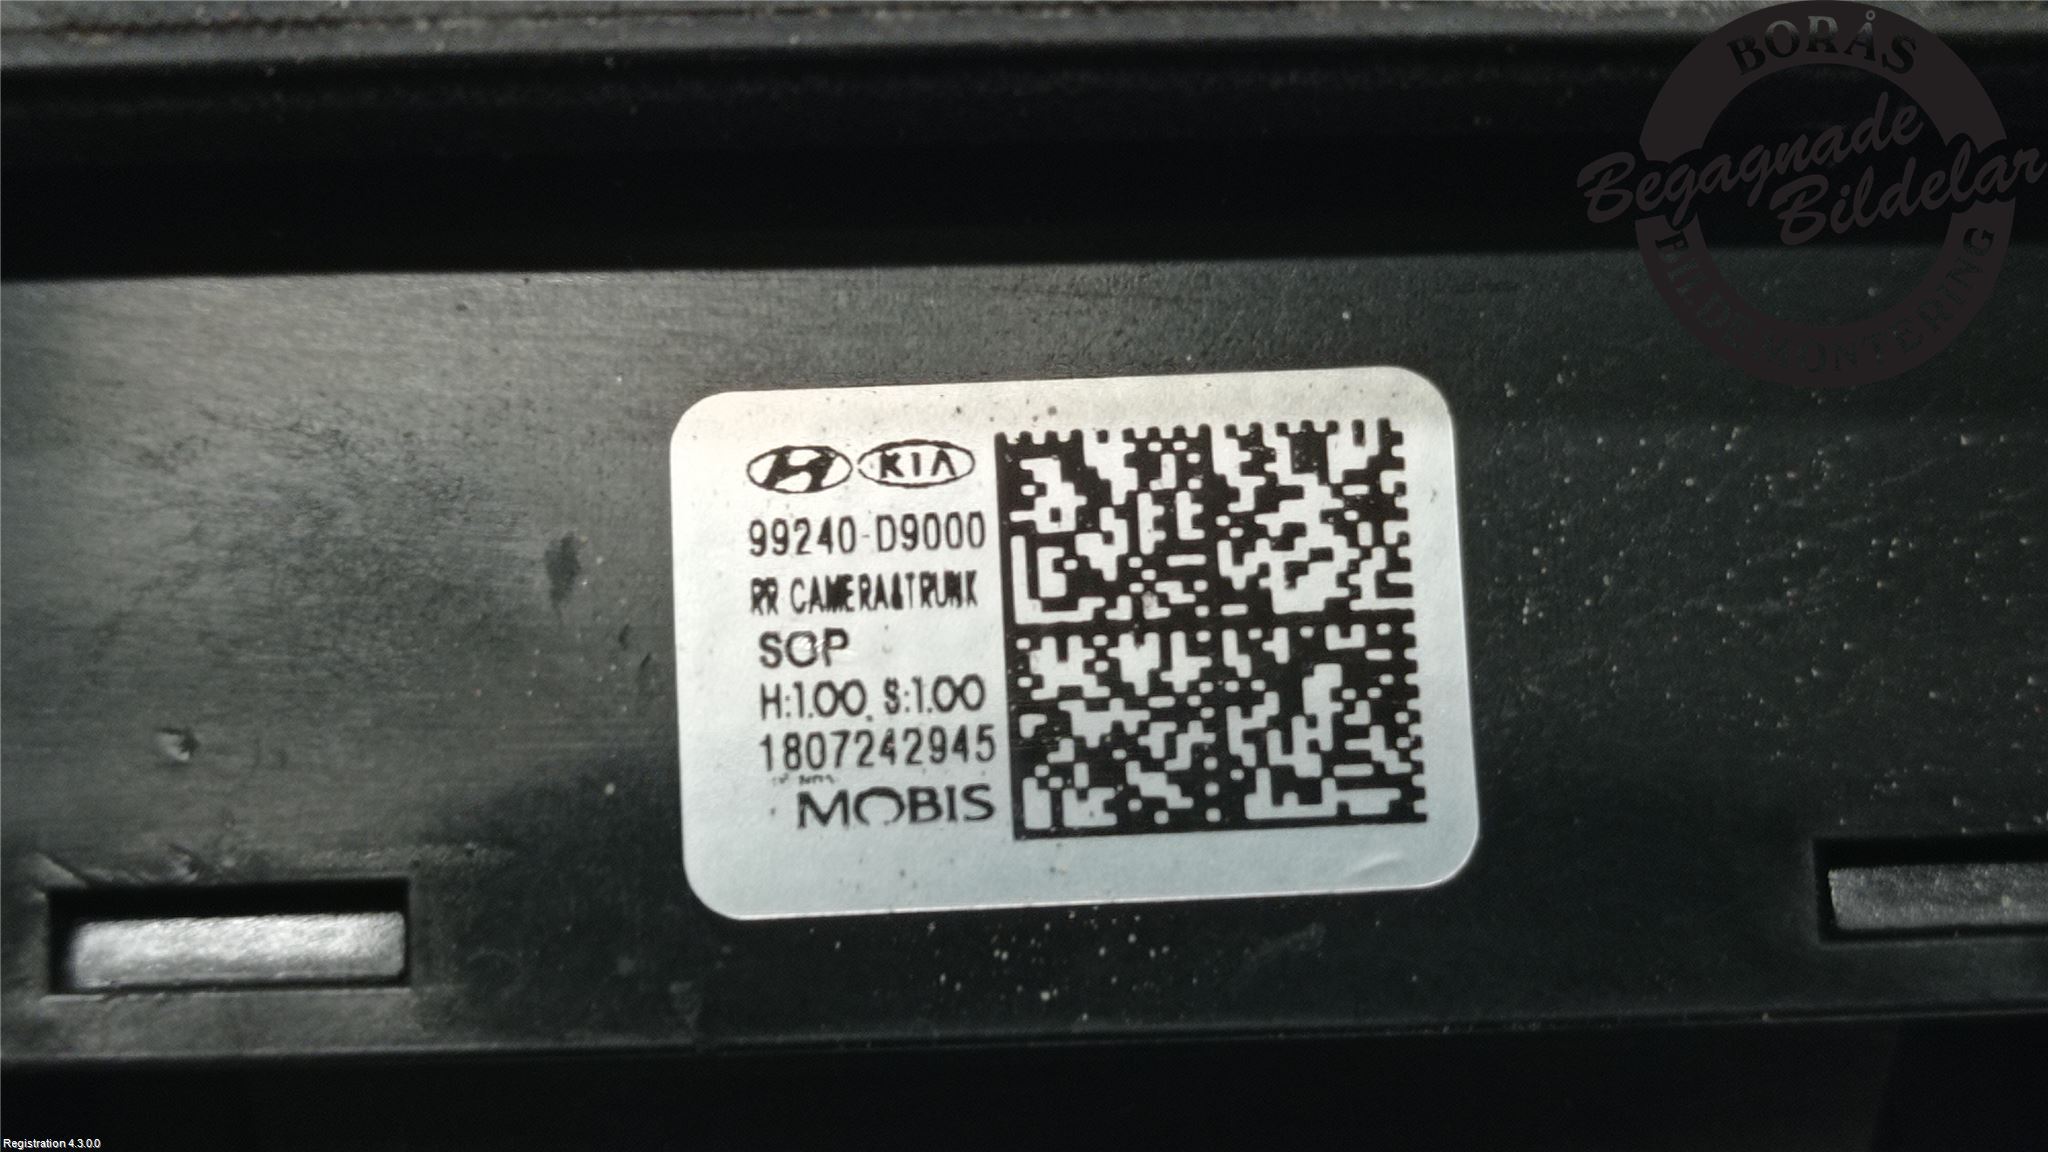 BORÅS
Begagnade
Bildelar
BILDEMONTERING
KIA
99240-D9000
RR CAMERA&TRUNK
SOP
H:1.00 S:1.00
1807242945
MOBIS
Registration 4.3.0.0